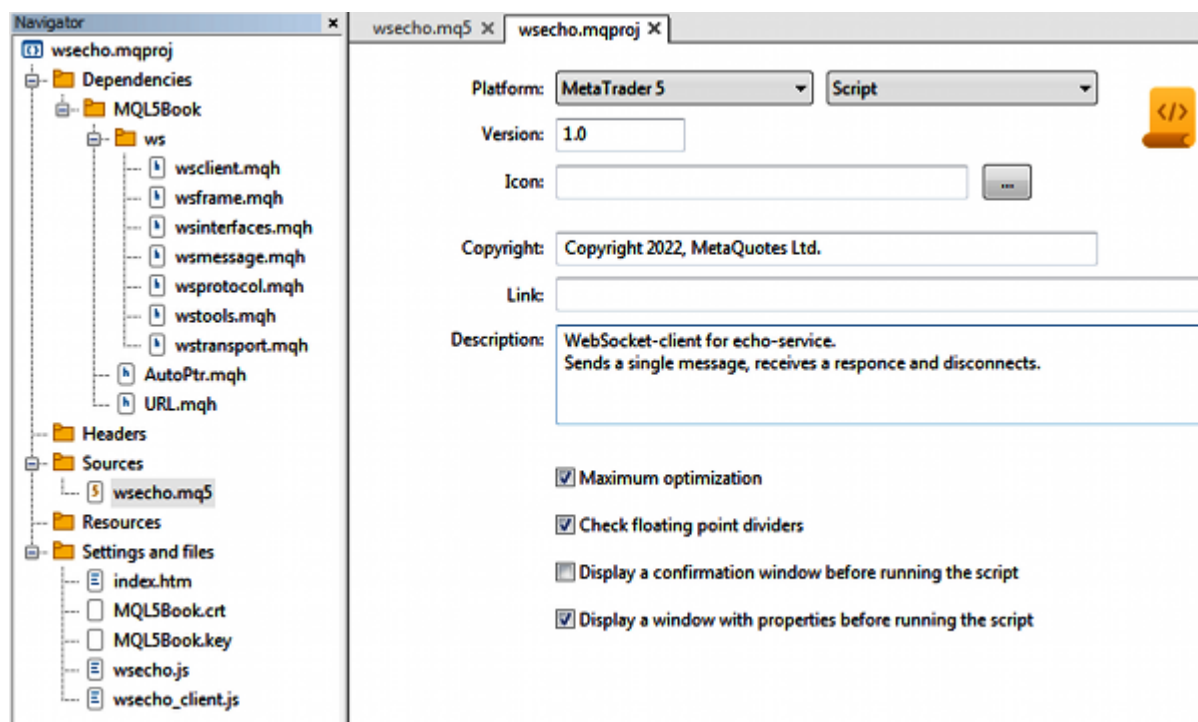 Navigator
wsecho.mqproj
Dependencies
MQL5Book
ws
wsclient.mqh
wsframe.mqh
wsinterfaces.mqh
wsmessage.mqh
wsprotocol.mqh
wstools.mqh
wstransport.mqh
AutoPtr.mqh
URL.mqh
Headers
Sources
wsecho.mq5
Resources
Settings and files
index.htm
MQL5Book.crt
MQL5Book.key
wsecho.js
wsecho_client.js
wsecho.mq5 wsecho.mqproj
Platform: MetaTrader 5 Script
Version: 1.0
Icon: ...
Copyright: Copyright 2022, MetaQuotes Ltd.
Link:
Description: WebSocket-client for echo-service.
Sends a single message, receives a responce and disconnects.
Maximum optimization
Check floating point dividers
Display a confirmation window before running the script
Display a window with properties before running the script